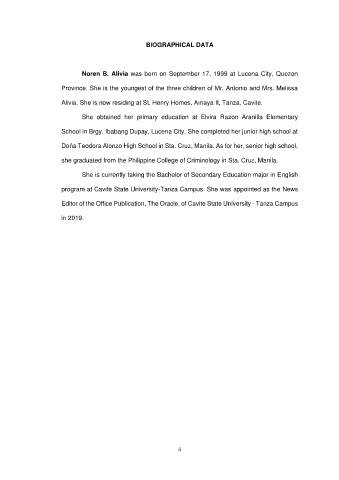 BIOGRAPHICAL DATA
Noren B. Alivia was born on September 17, 1999 at Lucena City, Quezon
Province. She is the youngest of the three children of Mr. Antonio and Mrs. Melissa
Alivia. She is now residing at St. Henry Homes, Amaya II, Tanza, Cavite.
She obtained her primary education at Elvira Razon Aranilla Elementary
School in Brgy. Ibabang Dupay, Lucena City. She completed her junior high school at
Doña Teodora Alonzo High School in Sta. Cruz, Manila. As for her, senior high school,
she graduated from the Philippine College of Criminology in Sta. Cruz, Manila.
She is currently taking the Bachelor of Secondary Education major in English
program at Cavite State University-Tanza Campus. She was appointed as the News
Editor of the Office Publication, The Oracle, of Cavite State University - Tanza Campus
in 2019.
ii